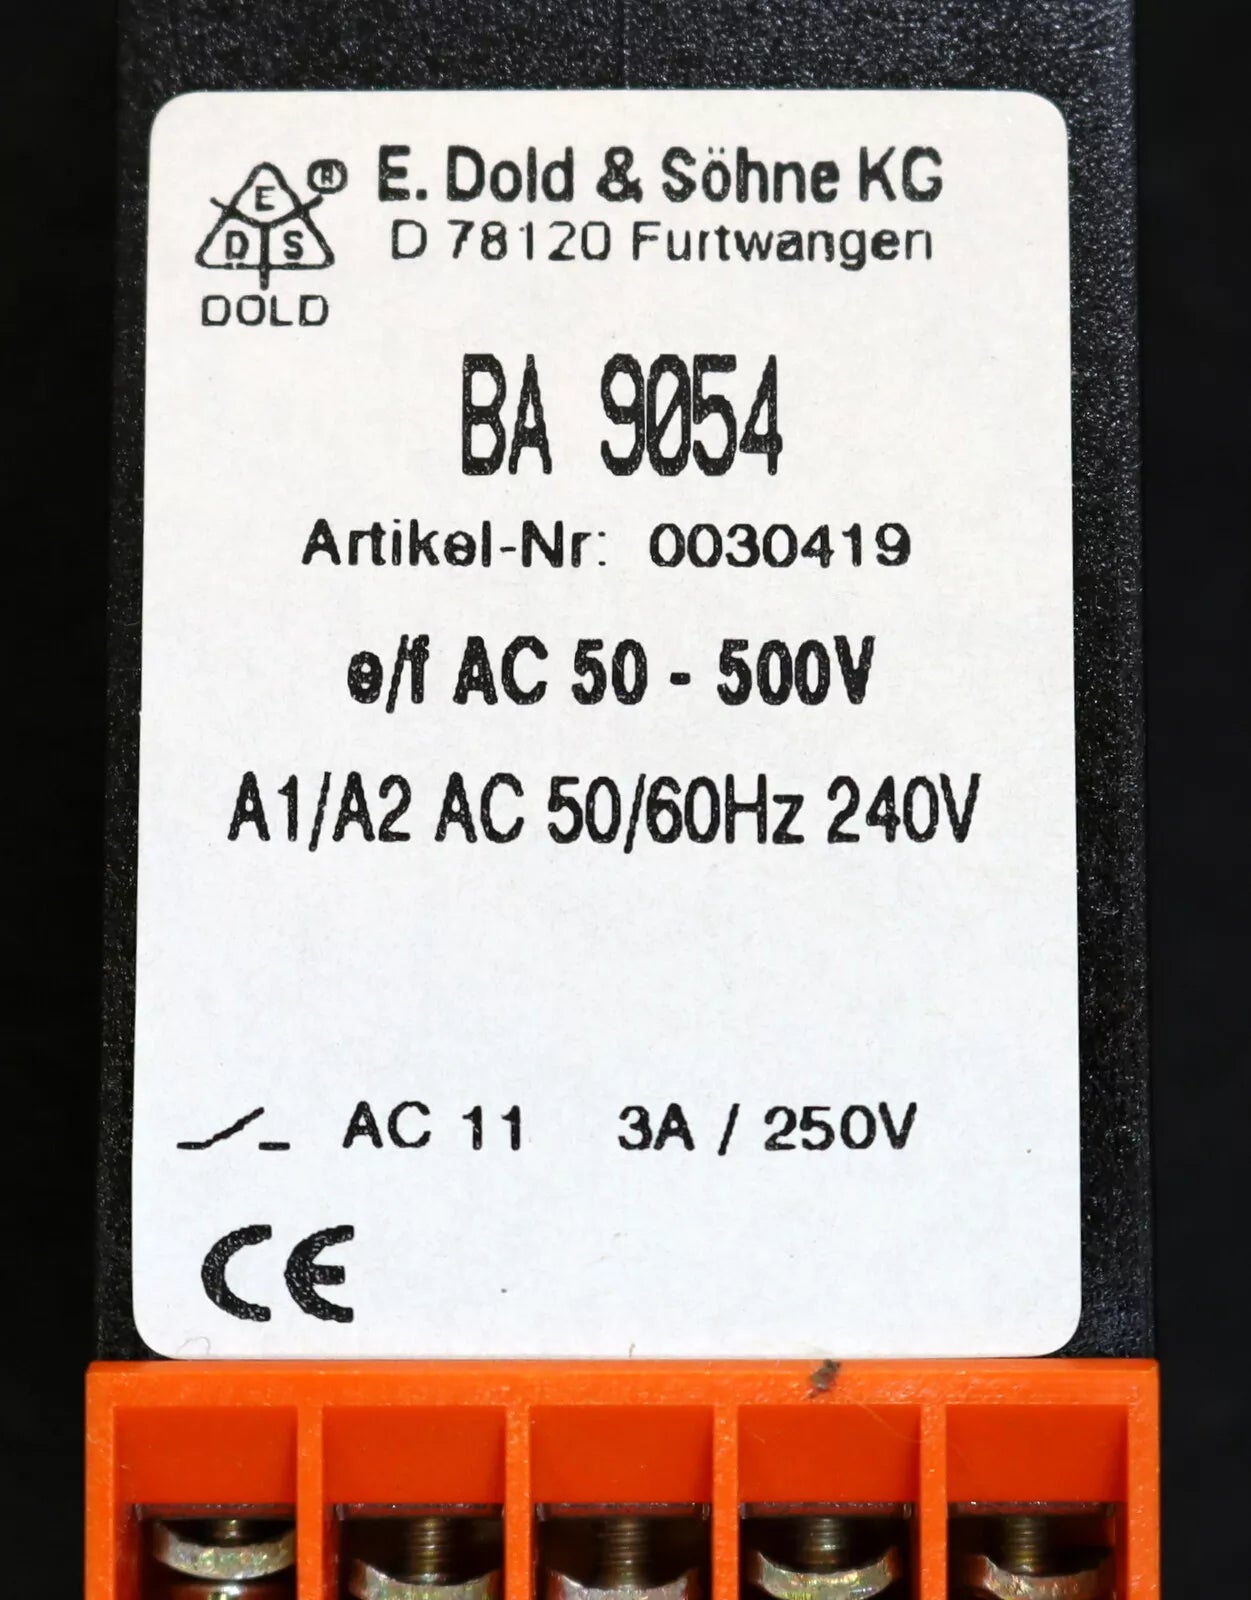 E
D S
DOLD
®
E. Dold & Söhne KG
D 78120 Furtwangen
BA 9054
Artikel-Nr: 0030419
e/f AC 50 - 500V
A1/A2 AC 50/60Hz 240V
AC 11 3A / 250V
CE